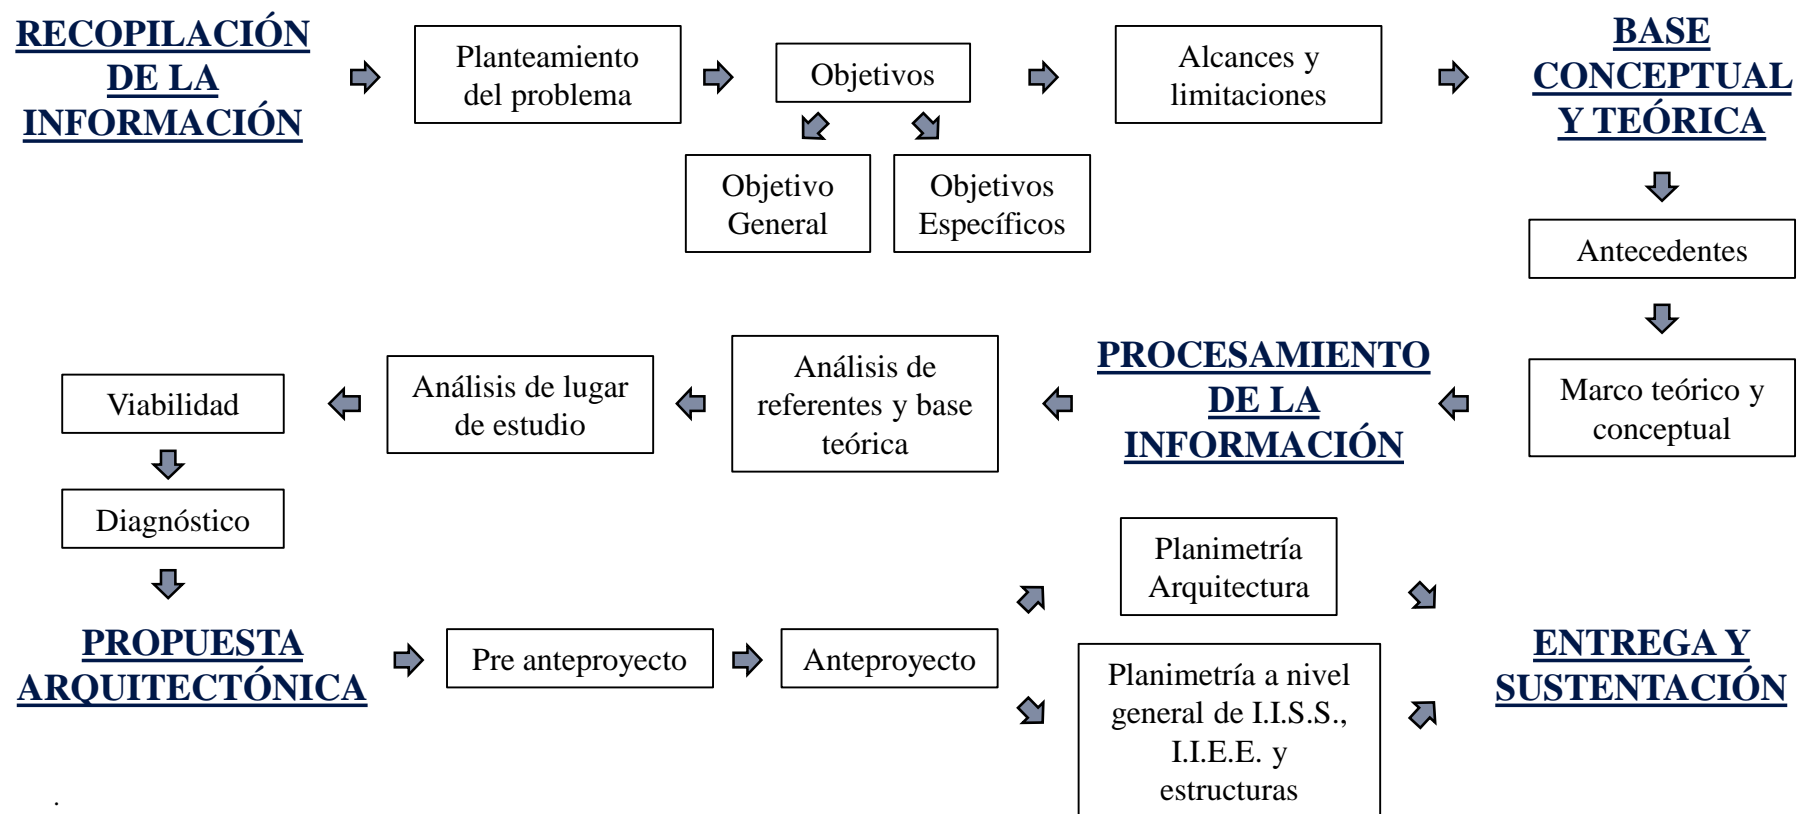 RECOPILACIÓN
DE LA
INFORMACIÓN
Planteamiento
del problema
Objetivos
Objetivo
General
Objetivos
Específicos
Alcances y
limitaciones
BASE
CONCEPTUAL
Y TEÓRICA
Antecedentes
Marco teórico y
conceptual
PROCESAMIENTO
DE LA
INFORMACIÓN
Análisis de
referentes y base
teórica
Análisis de lugar
de estudio
Viabilidad
Diagnóstico
PROPUESTA
ARQUITECTÓNICA
Pre anteproyecto
Anteproyecto
Planimetría
Arquitectura
Planimetría a nivel
general de I.I.S.S.,
I.I.E.E. y
estructuras
ENTREGA Y
SUSTENTACIÓN
.